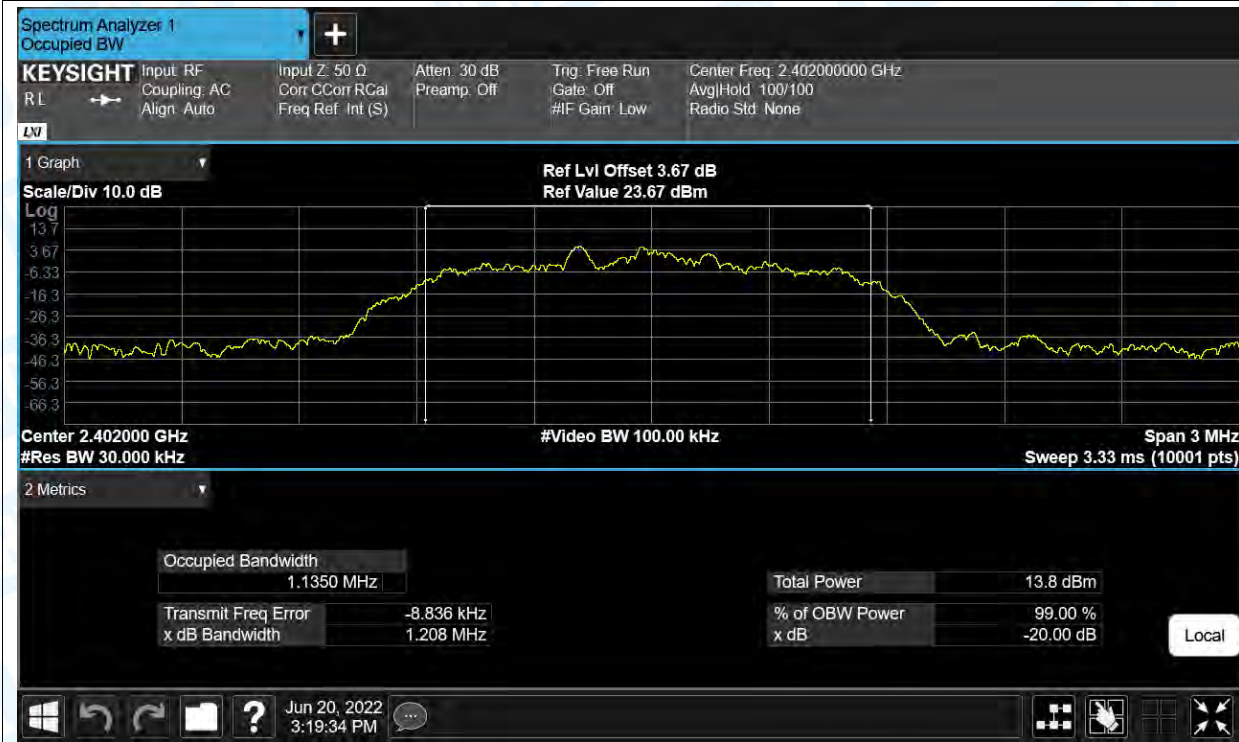 Spectrum Analyzer 1
Occupied BW
+
KEYSIGHT
R L
LXI
Input: RF
Coupling: AC
Align: Auto
Input Z: 50 Ω
Corr CCorr RCal
Freq Ref: Int (S)
Atten: 30 dB
Preamp: Off
Trig: Free Run
Gate: Off
#IF Gain: Low
Center Freq: 2.402000000 GHz
Avg|Hold: 100/100
Radio Std: None
1 Graph
Scale/Div 10.0 dB
Ref Lvl Offset 3.67 dB
Ref Value 23.67 dBm
Log
13.7
3.67
-6.33
-16.3
-26.3
-36.3
-46.3
-56.3
-66.3
Center 2.402000 GHz
#Res BW 30.000 kHz
#Video BW 100.00 kHz
Span 3 MHz
Sweep 3.33 ms (10001 pts)
2 Metrics
Occupied Bandwidth
1.1350 MHz
Transmit Freq Error -8.836 kHz
x dB Bandwidth 1.208 MHz
Total Power 13.8 dBm
% of OBW Power 99.00 %
x dB -20.00 dB
Local
?
Jun 20, 2022
3:19:34 PM